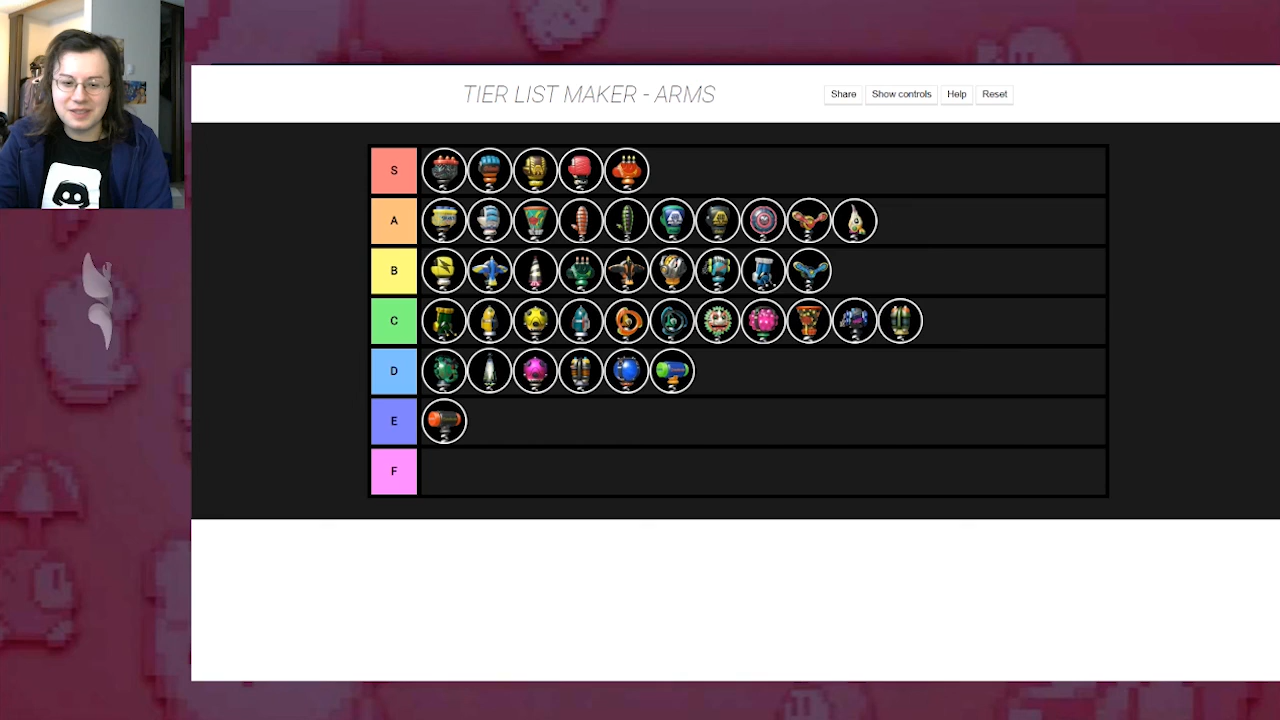 TIER LIST MAKER - ARMS
Share Show controls Help Reset
S
A
B
C
D
E
F